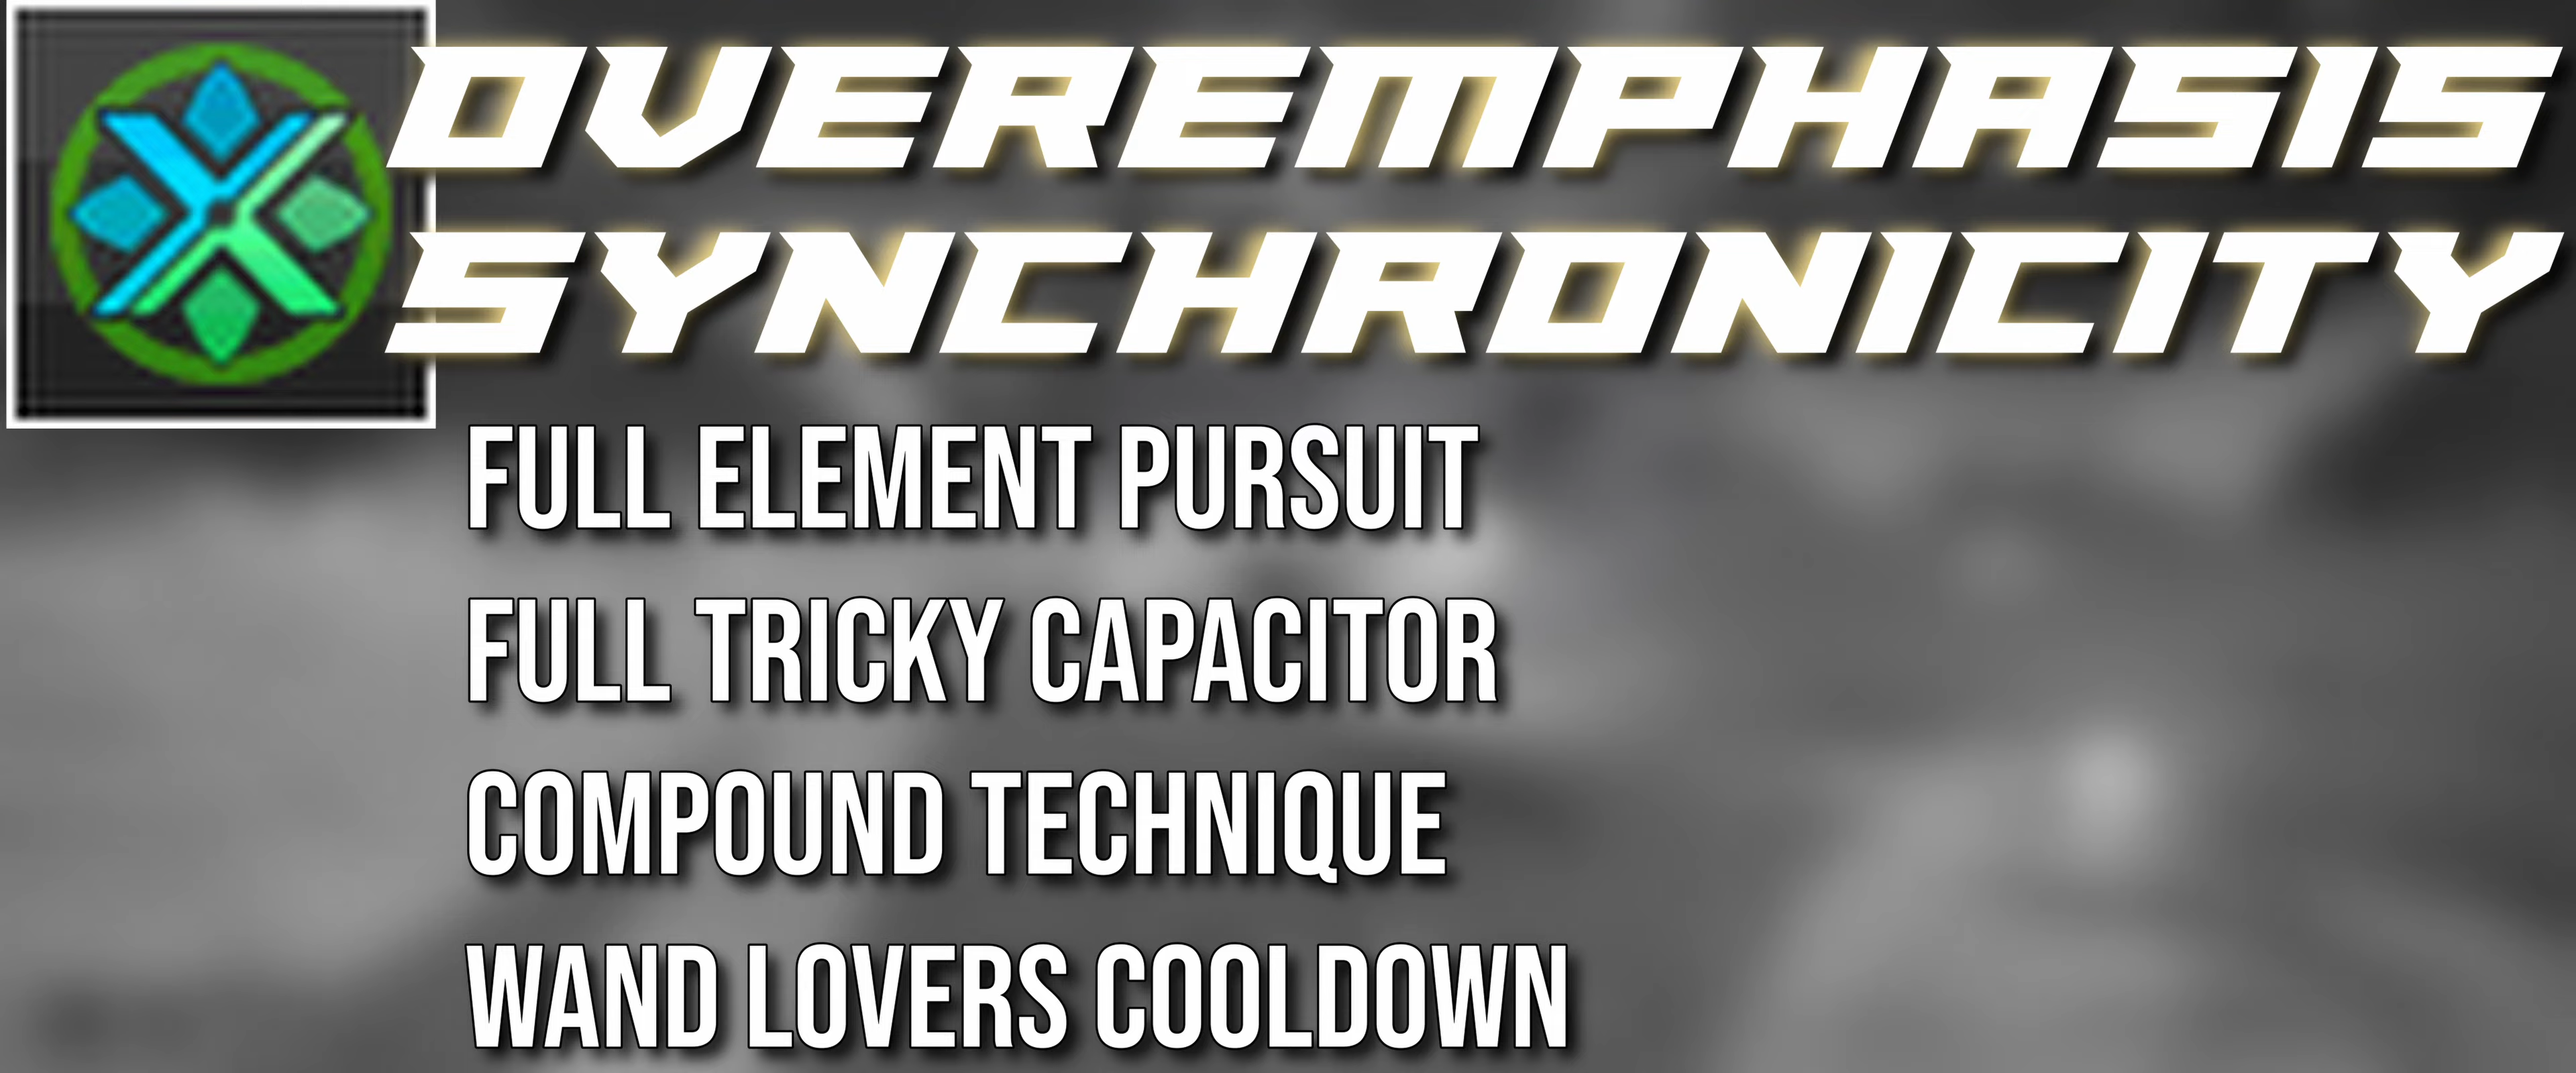 OVEREMPHASIS
SYNCHRONICITY
FULL ELEMENT PURSUIT
FULL TRICKY CAPACITOR
COMPOUND TECHNIQUE
WAND LOVERS COOLDOWN